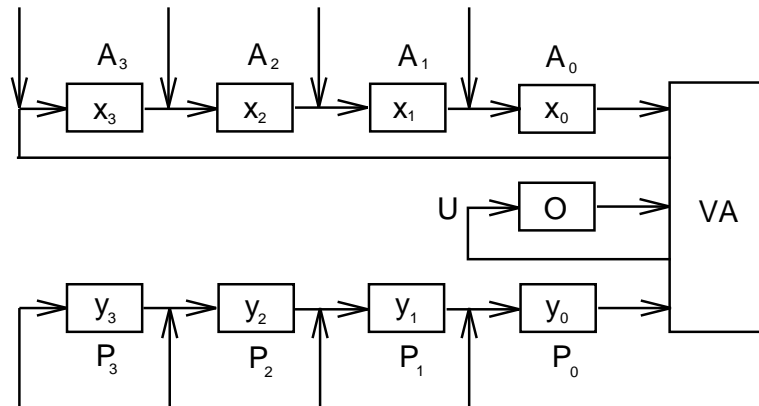 A₃ A₂ A₁ A₀
x₃ x₂ x₁ x₀
VA
U O
y₃ y₂ y₁ y₀
P₃ P₂ P₁ P₀